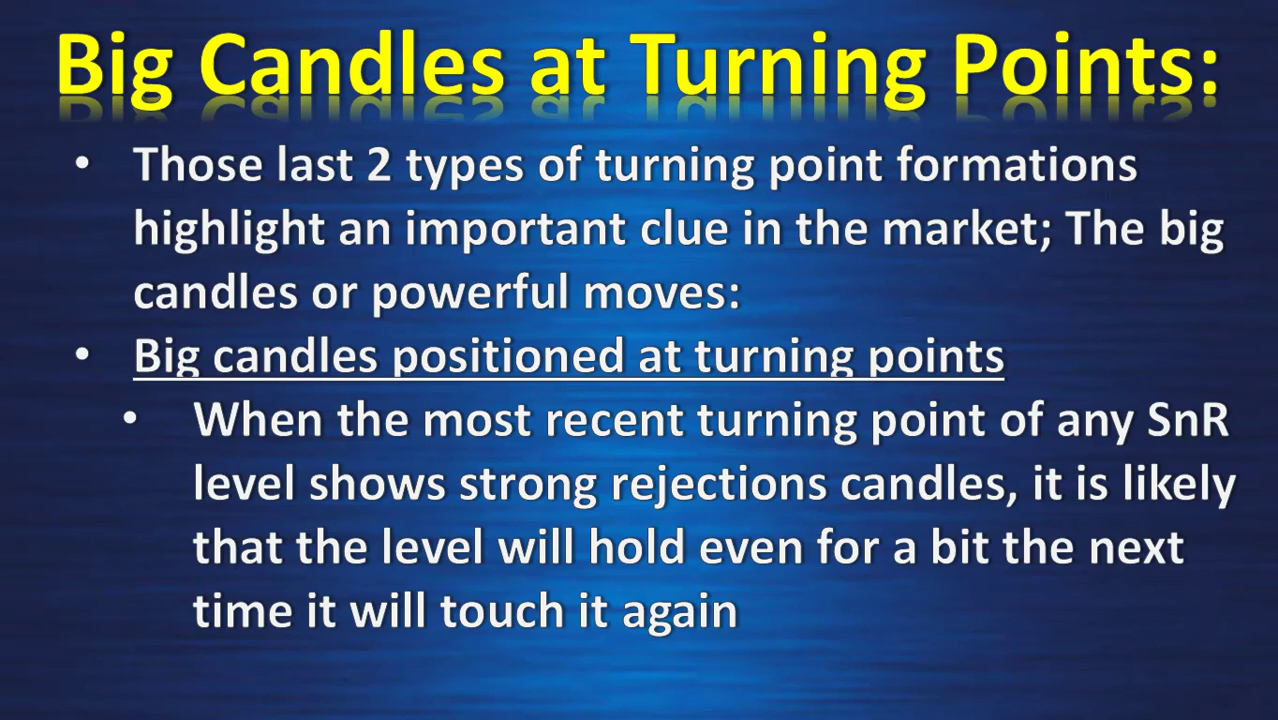 Big Candles at Turning Points:
• Those last 2 types of turning point formations
highlight an important clue in the market; The big
candles or powerful moves:
• Big candles positioned at turning points
• When the most recent turning point of any SnR
level shows strong rejections candles, it is likely
that the level will hold even for a bit the next
time it will touch it again